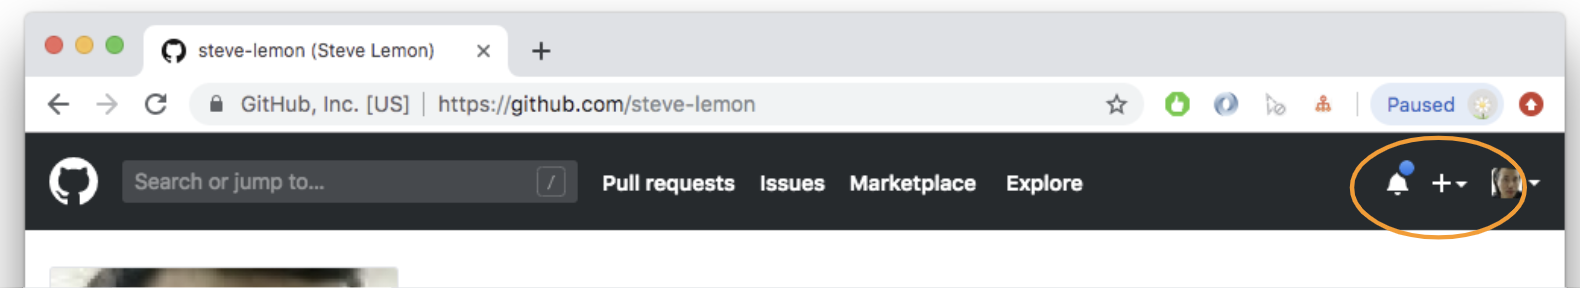 steve-lemon (Steve Lemon)
GitHub, Inc. [US] | https://github.com/steve-lemon
Paused
Search or jump to...
/
Pull requests Issues Marketplace Explore